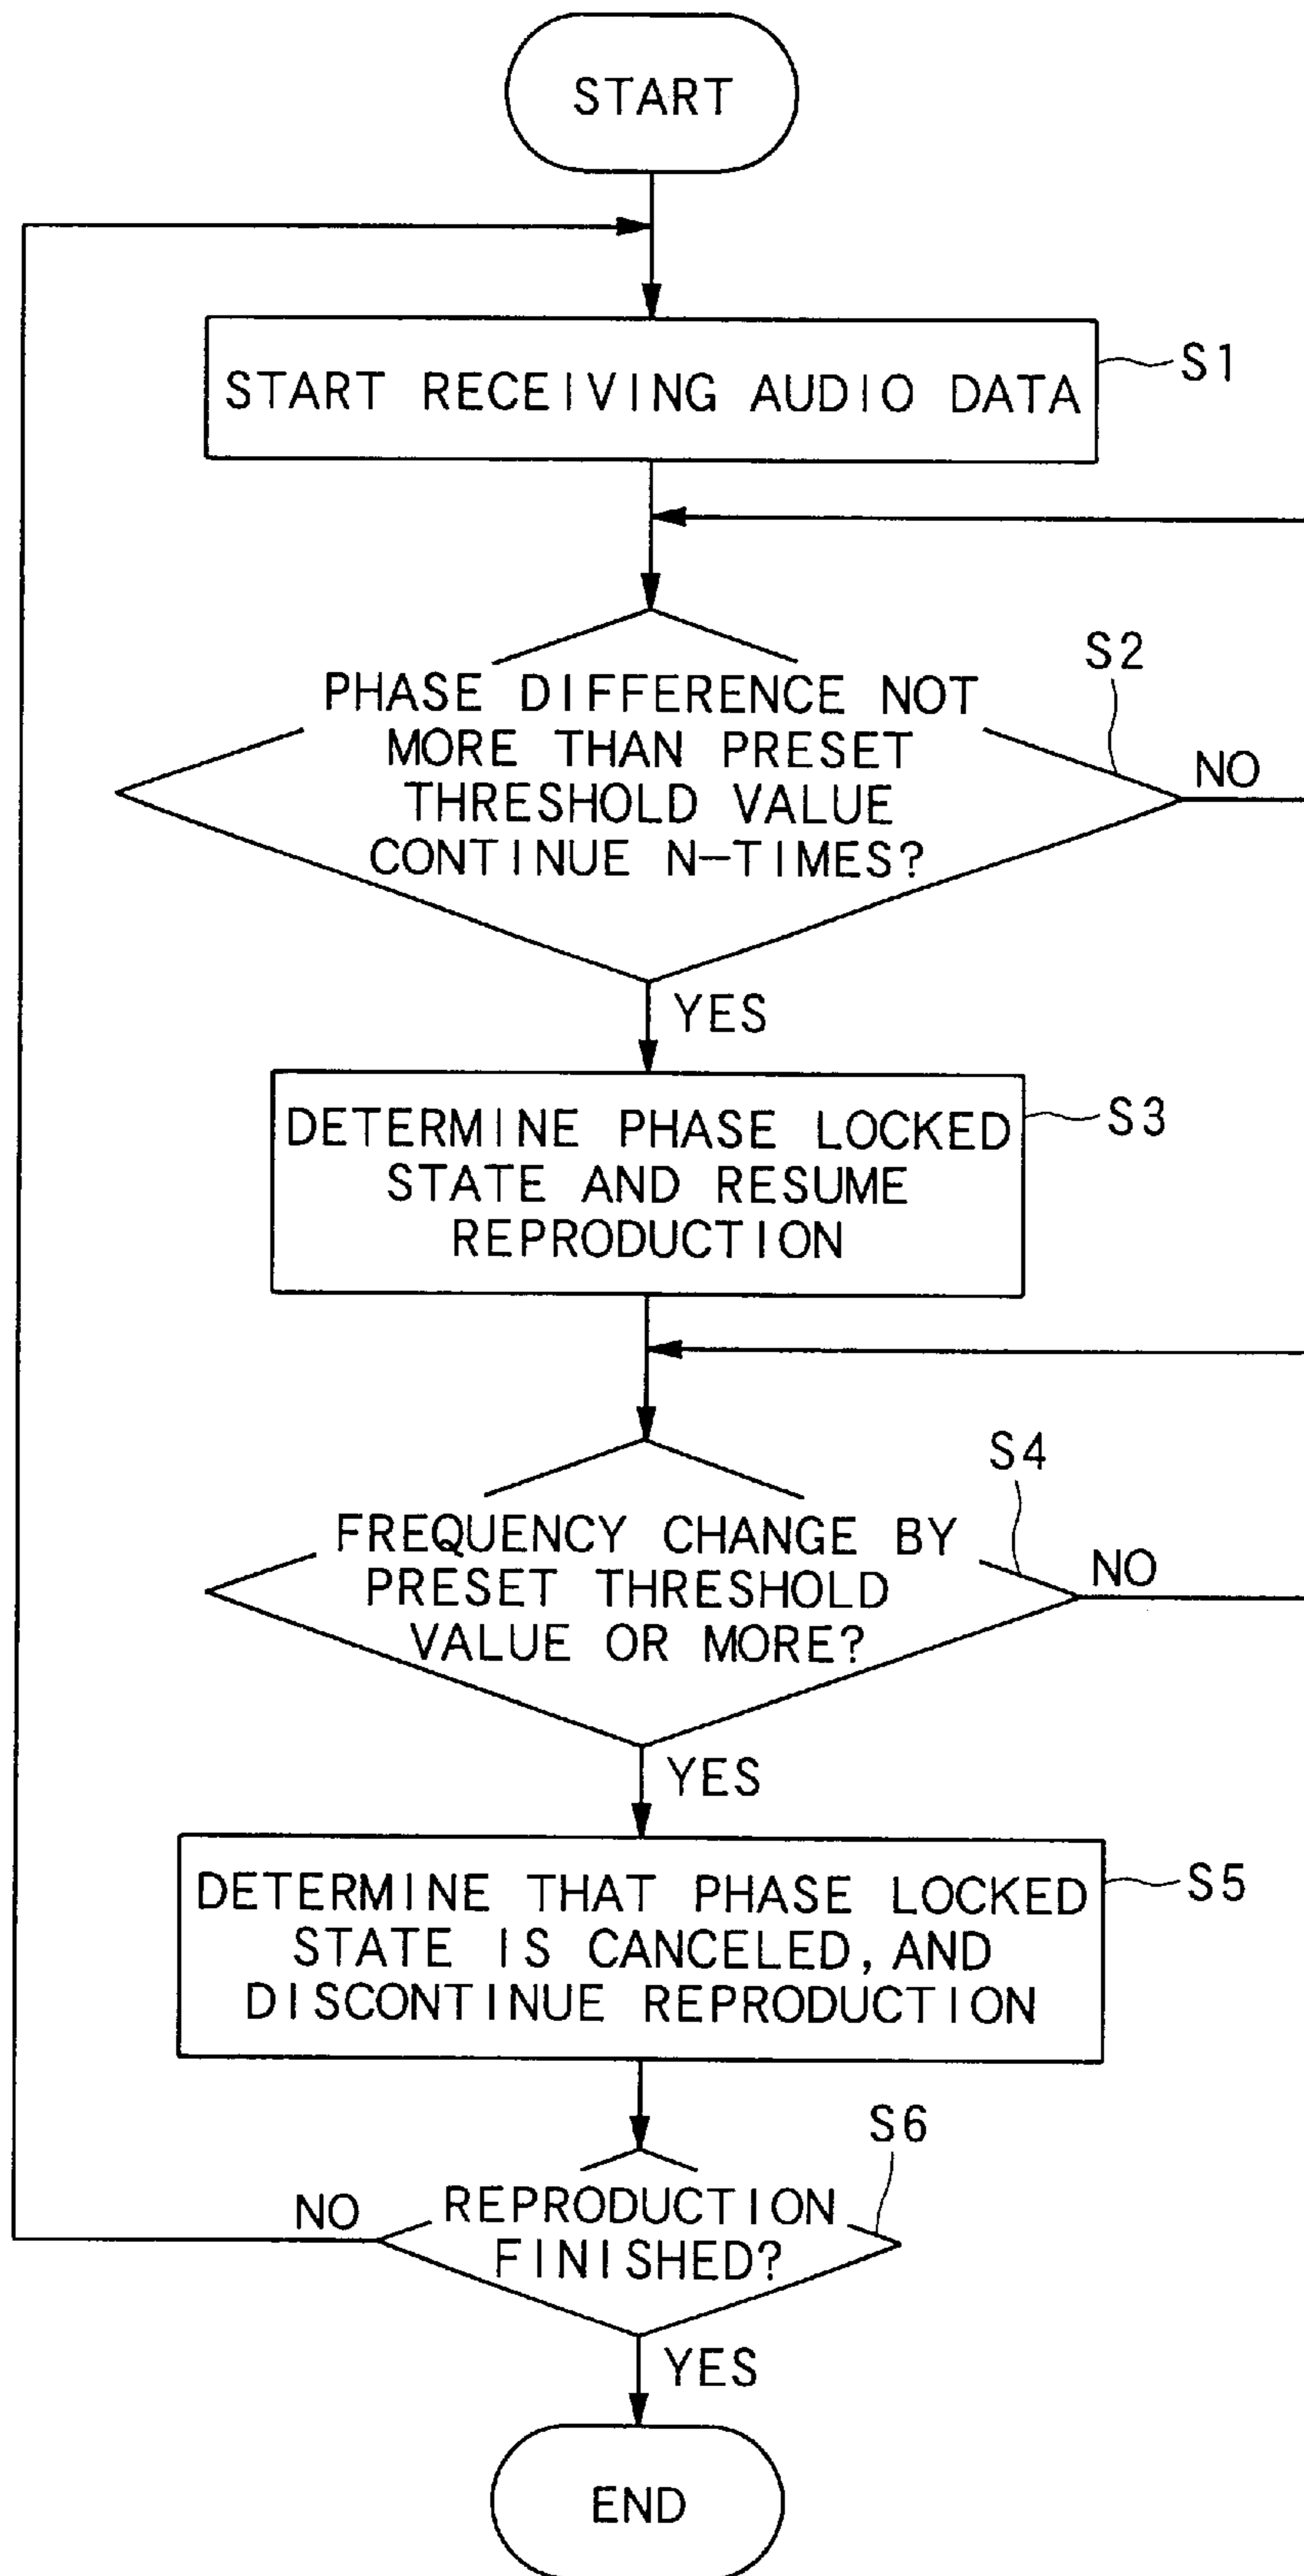 START
START RECEIVING AUDIO DATA
S1
S2
PHASE DIFFERENCE NOT
MORE THAN PRESET
THRESHOLD VALUE
CONTINUE N-TIMES?
NO
YES
DETERMINE PHASE LOCKED
STATE AND RESUME
REPRODUCTION
S3
S4
FREQUENCY CHANGE BY
PRESET THRESHOLD
VALUE OR MORE?
NO
YES
DETERMINE THAT PHASE LOCKED
STATE IS CANCELED, AND
DISCONTINUE REPRODUCTION
S5
S6
NO
REPRODUCTION
FINISHED?
YES
END